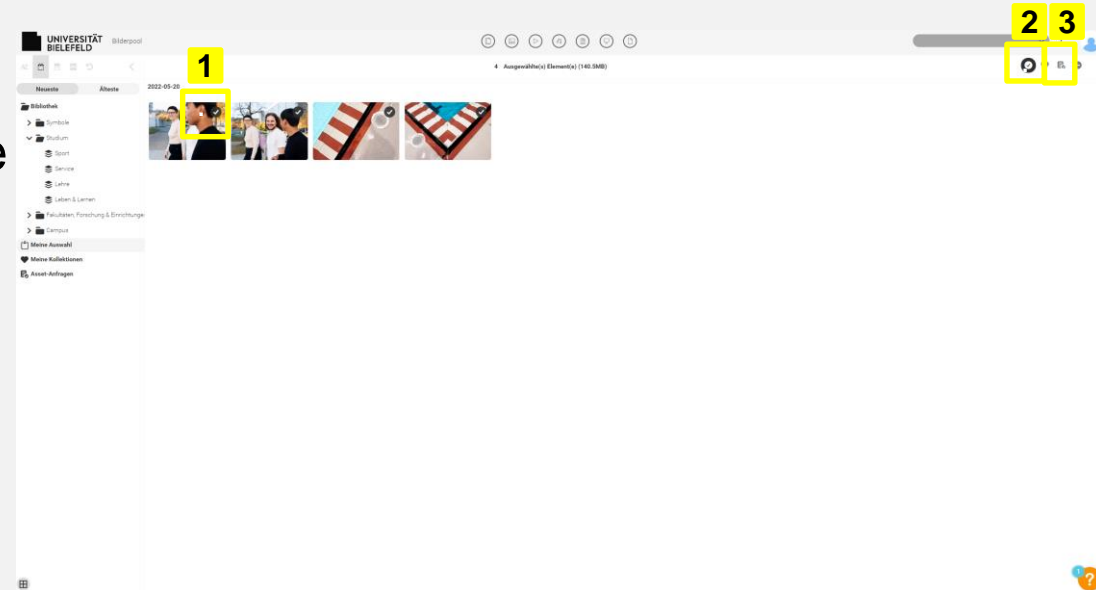 2 3
UNIVERSITÄT
BIELEFELD
Bilderpool
4 Ausgewählte(s) Element(e) (140.5MB)
1
Neueste Älteste
2022-05-20
Bibliothek
Symbole
Studium
e
Sport
Service
Lehre
Leben & Lernen
Fakultäten, Forschung & Einrichtunge
Campus
Meine Auswahl
Meine Kollektionen
Asset-Anfragen
1
?